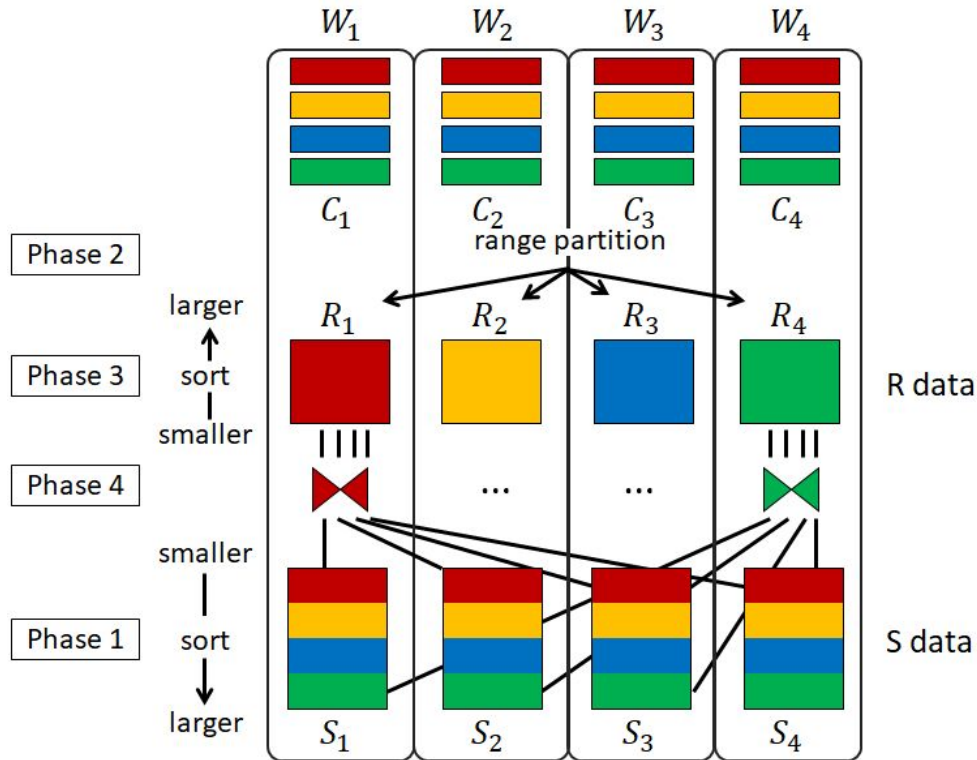 W₁ W₂ W₃ W₄
C₁ C₂ C₃ C₄
range partition
Phase 2
larger
R₁ R₂ R₃ R₄
Phase 3
sort
R data
smaller
Phase 4
... ...
smaller
Phase 1
sort
S data
larger
S₁ S₂ S₃ S₄